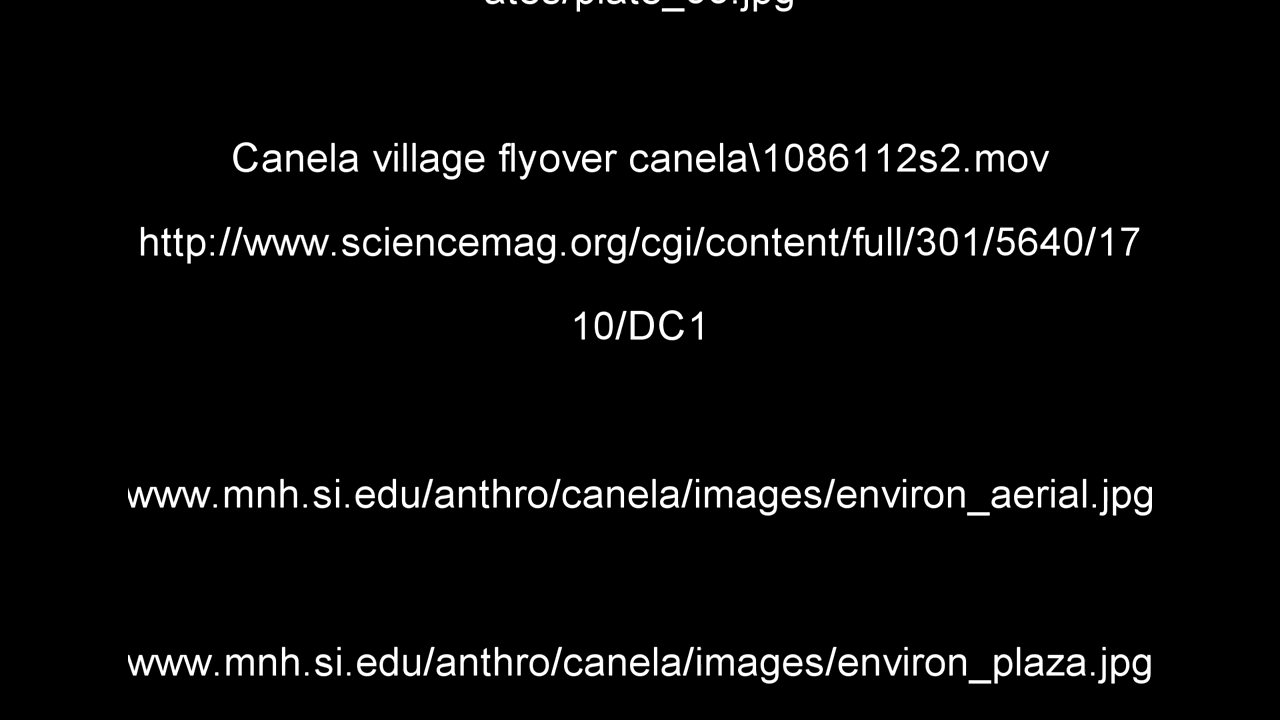 Canela village flyover canela\1086112s2.mov
http://www.sciencemag.org/cgi/content/full/301/5640/17
10/DC1
www.mnh.si.edu/anthro/canela/images/environ_aerial.jpg
www.mnh.si.edu/anthro/canela/images/environ_plaza.jpg